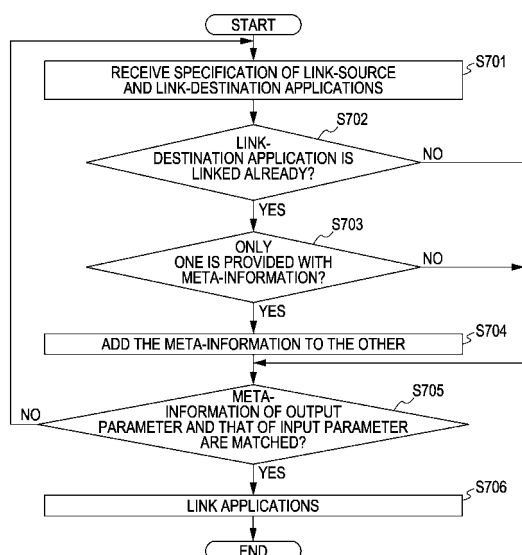 START
S701
RECEIVE SPECIFICATION OF LINK-SOURCE
AND LINK-DESTINATION APPLICATIONS
S702
LINK-
DESTINATION APPLICATION IS
LINKED ALREADY?
NO
YES
S703
ONLY
ONE IS PROVIDED WITH
META-INFORMATION?
NO
YES
S704
ADD THE META-INFORMATION TO THE OTHER
S705
META-
INFORMATION OF OUTPUT
PARAMETER AND THAT OF INPUT PARAMETER
ARE MATCHED?
NO
YES
S706
LINK APPLICATIONS
END